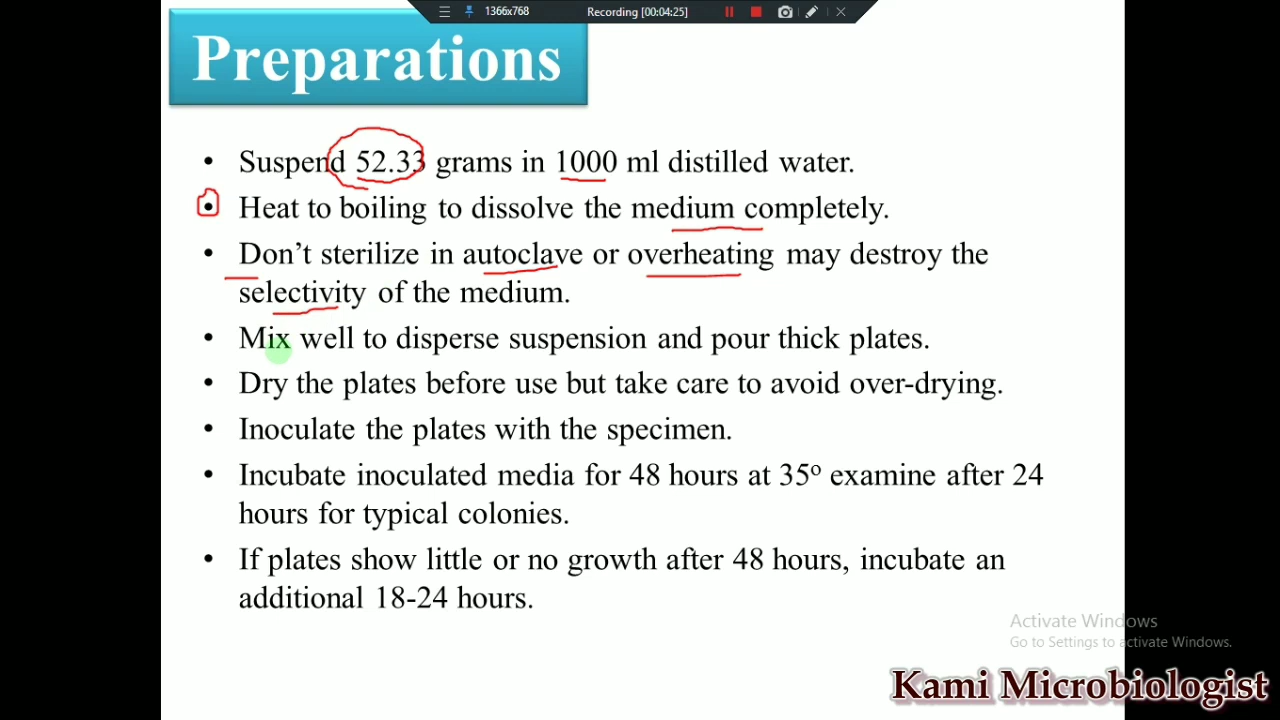 1366x768 Recording [00:04:25]
Preparations
• Suspend 52.33 grams in 1000 ml distilled water.
• Heat to boiling to dissolve the medium completely.
• Don’t sterilize in autoclave or overheating may destroy the
selectivity of the medium.
• Mix well to disperse suspension and pour thick plates.
• Dry the plates before use but take care to avoid over-drying.
• Inoculate the plates with the specimen.
• Incubate inoculated media for 48 hours at 35º examine after 24
hours for typical colonies.
• If plates show little or no growth after 48 hours, incubate an
additional 18-24 hours.
Activate Windows
Go to Settings to activate Windows.
Kami Microbiologist